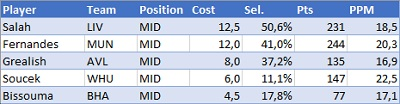 Player Team Position Cost Sel. Pts PPM
Salah LIV MID 12,5 50,6% 231 18,5
Fernandes MUN MID 12,0 41,0% 244 20,3
Grealish AVL MID 8,0 37,2% 135 16,9
Soucek WHU MID 6,0 11,1% 147 22,5
Bissouma BHA MID 4,5 17,8% 77 17,1